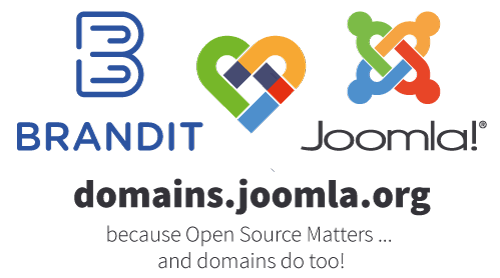 BRANDIT
Joomla!®
domains.joomla.org
because Open Source Matters ...
and domains do too!